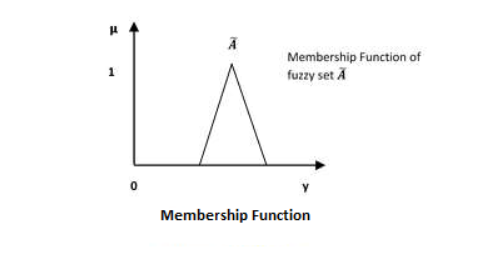 μ
Ã
Membership Function of
fuzzy set Ã
1
0
y
Membership Function